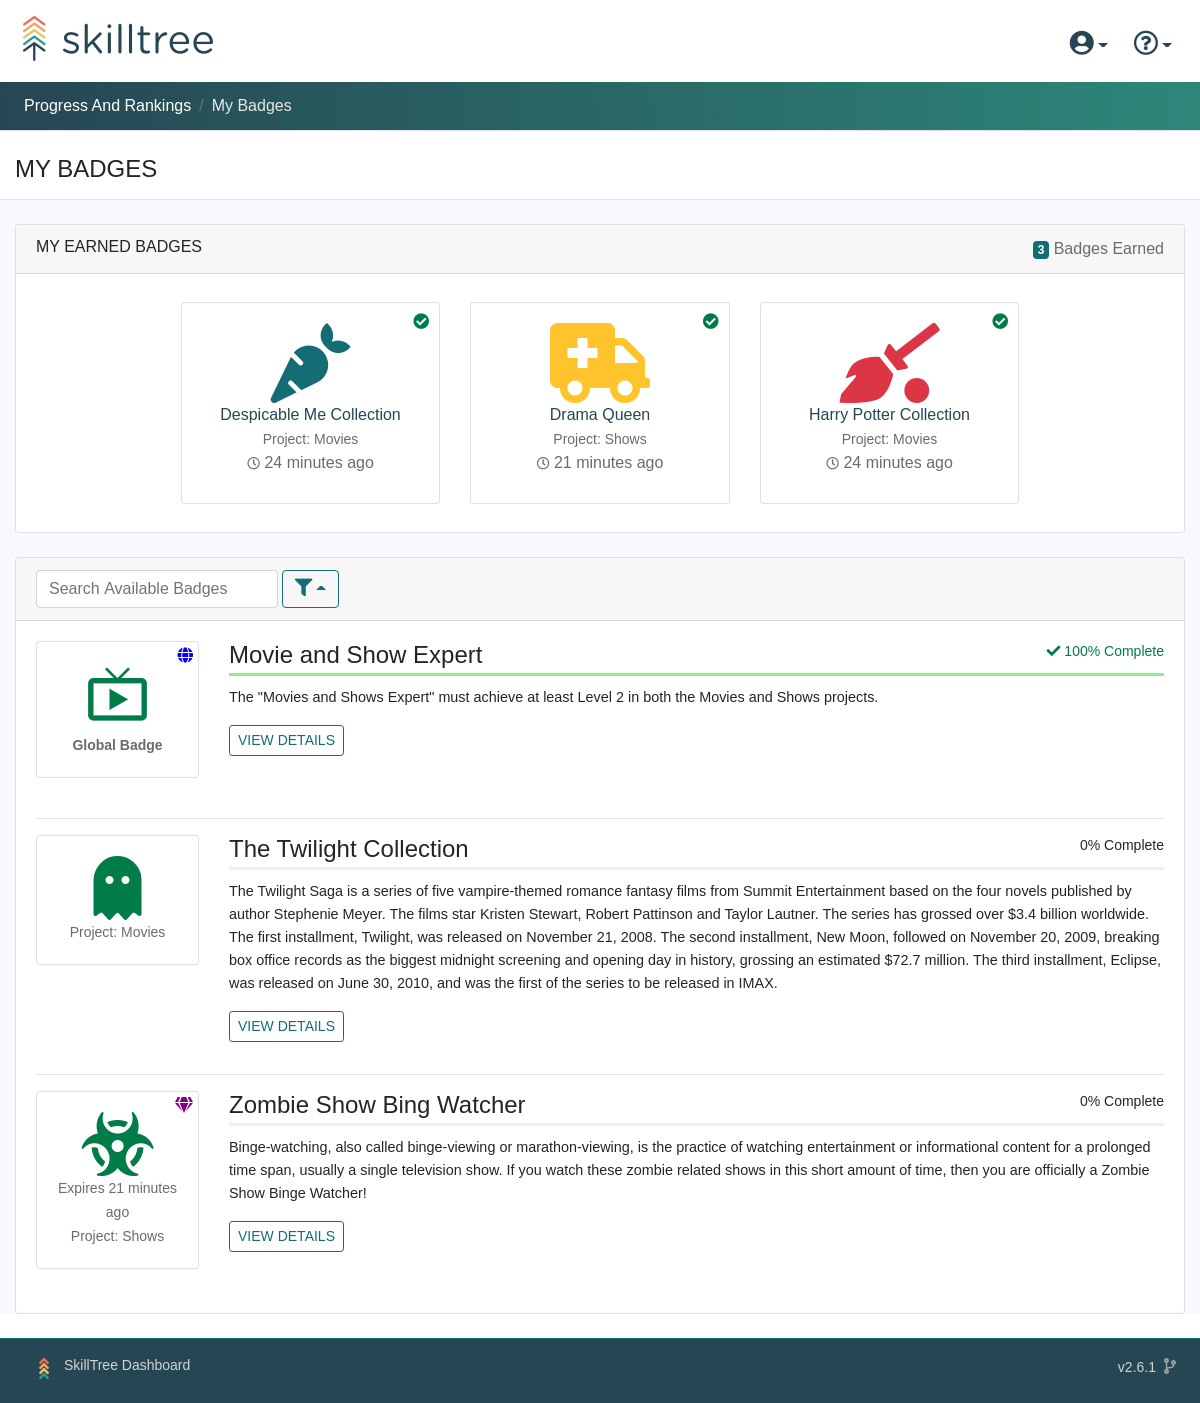 skilltree
Progress And Rankings / My Badges
MY BADGES
MY EARNED BADGES
3 Badges Earned
Despicable Me Collection
Project: Movies
24 minutes ago
Drama Queen
Project: Shows
21 minutes ago
Harry Potter Collection
Project: Movies
24 minutes ago
Search Available Badges
Global Badge
Movie and Show Expert
100% Complete
The "Movies and Shows Expert" must achieve at least Level 2 in both the Movies and Shows projects.
VIEW DETAILS
Project: Movies
The Twilight Collection
0% Complete
The Twilight Saga is a series of five vampire-themed romance fantasy films from Summit Entertainment based on the four novels published by
author Stephenie Meyer. The films star Kristen Stewart, Robert Pattinson and Taylor Lautner. The series has grossed over $3.4 billion worldwide.
The first installment, Twilight, was released on November 21, 2008. The second installment, New Moon, followed on November 20, 2009, breaking
box office records as the biggest midnight screening and opening day in history, grossing an estimated $72.7 million. The third installment, Eclipse,
was released on June 30, 2010, and was the first of the series to be released in IMAX.
VIEW DETAILS
Expires 21 minutes
ago
Project: Shows
Zombie Show Bing Watcher
0% Complete
Binge-watching, also called binge-viewing or marathon-viewing, is the practice of watching entertainment or informational content for a prolonged
time span, usually a single television show. If you watch these zombie related shows in this short amount of time, then you are officially a Zombie
Show Binge Watcher!
VIEW DETAILS
SkillTree Dashboard
v2.6.1